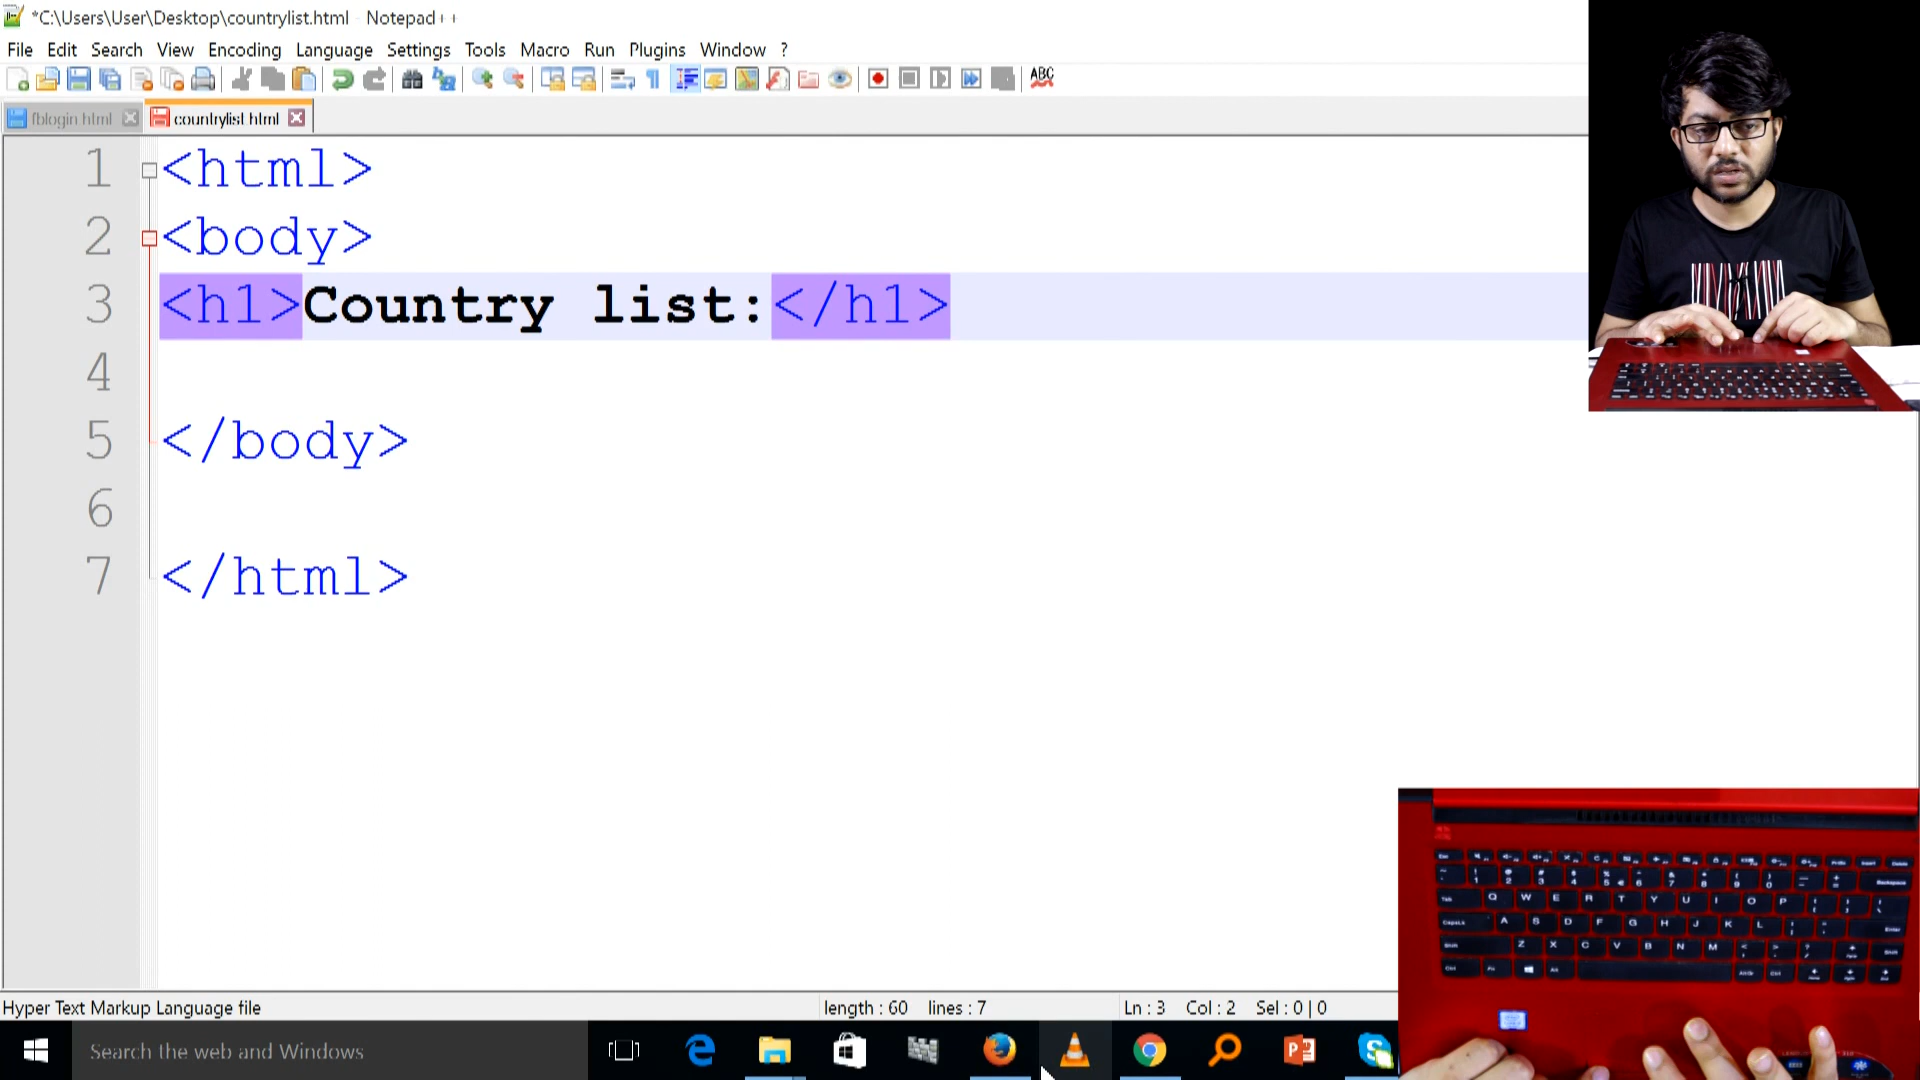 *C:\Users\User\Desktop\countrylist.html - Notepad++
File Edit Search View Encoding Language Settings Tools Macro Run Plugins Window ?
ABC
fblogin.html countrylist.html
1 <html>
2 <body>
3 <h1>Country list:</h1>
4
5 </body>
6
7 </html>
Hyper Text Markup Language file length : 60 lines : 7 Ln : 3 Col : 2 Sel : 0 | 0
Search the web and Windows
Q W E R T Y U I O P
A S D F G H J K L
Z X C V B N M